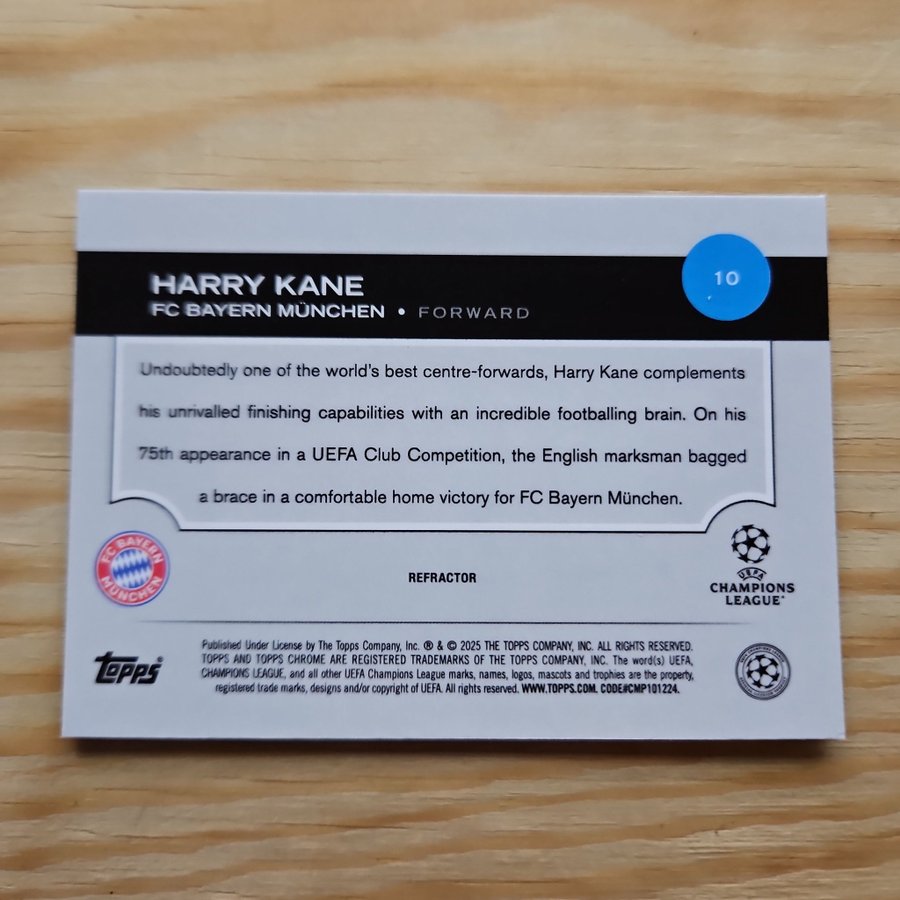 HARRY KANE
10
FC BAYERN MÜNCHEN • FORWARD
Undoubtedly one of the world's best centre-forwards, Harry Kane complements
his unrivalled finishing capabilities with an incredible footballing brain. On his
75th appearance in a UEFA Club Competition, the English marksman bagged
a brace in a comfortable home victory for FC Bayern München.
FC BAYERN
MÜNCHEN
REFRACTOR
UEFA
CHAMPIONS
LEAGUE
Published Under License by The Topps Company, Inc. ® & © 2025 THE TOPPS COMPANY, INC. ALL RIGHTS RESERVED.
TOPPS AND TOPPS CHROME ARE REGISTERED TRADEMARKS OF THE TOPPS COMPANY, INC. The word(s) UEFA,
CHAMPIONS LEAGUE, and all other UEFA Champions League marks, names, logos, mascots and trophies are the property,
registered trade marks, designs and/or copyright of UEFA. All rights reserved. WWW.TOPPS.COM. CODE#CMP101224.
Topps®